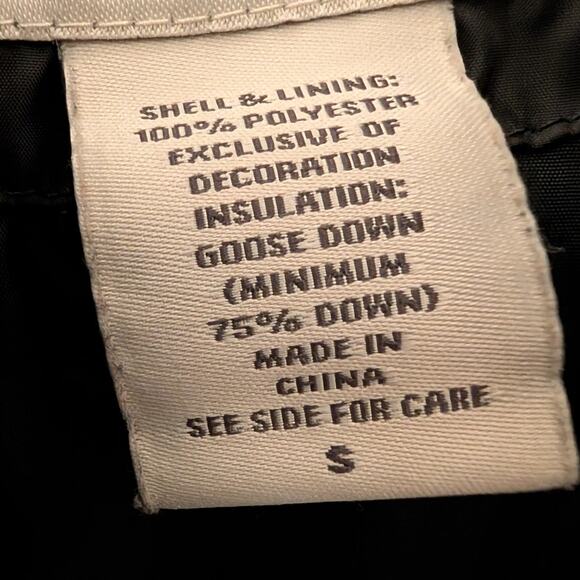 SHELL & LINING:
100% POLYESTER
EXCLUSIVE OF
DECORATION
INSULATION:
GOOSE DOWN
(MINIMUM
75% DOWN)
MADE IN
CHINA
SEE SIDE FOR CARE
S